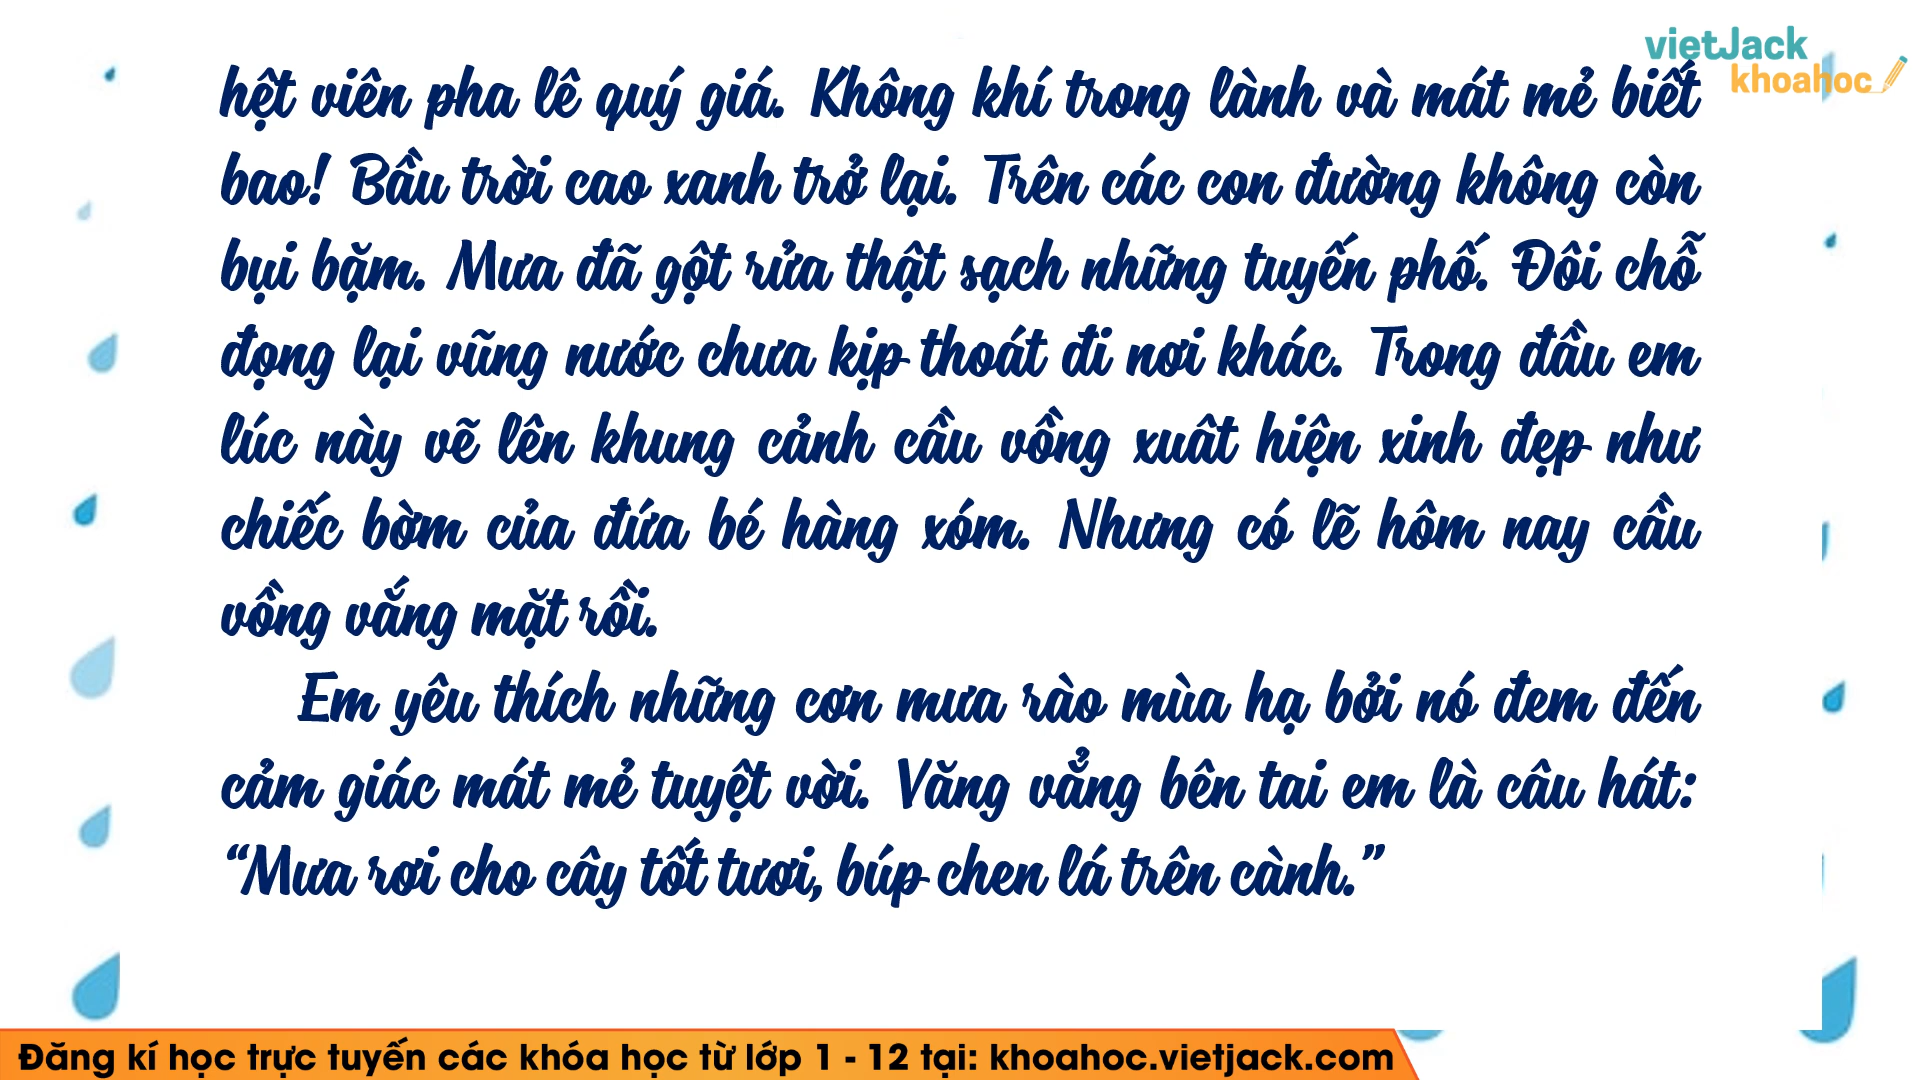 vietJack
khoahoc
hệt viên pha lê quý giá. Không khí trong lành và mát mẻ biết
bao! Bầu trời cao xanh trở lại. Trên các con đường không còn
bụi bặm. Mưa đã gột rửa thật sạch những tuyến phố. Đôi chỗ
đọng lại vũng nước chưa kịp thoát đi nơi khác. Trong đầu em
lúc này vẽ lên khung cảnh cầu vồng xuât hiện xinh đẹp như
chiếc bờm của đứa bé hàng xóm. Nhưng có lẽ hôm nay cầu
vồng vắng mặt rồi.
Em yêu thích những cơn mưa rào mùa hạ bởi nó đem đến
cảm giác mát mẻ tuyệt vời. Văng vẳng bên tai em là câu hát:
“Mưa rơi cho cây tốt tươi, búp chen lá trên cành.”
Đăng kí học trực tuyến các khóa học từ lớp 1 - 12 tại: khoahoc.vietjack.com